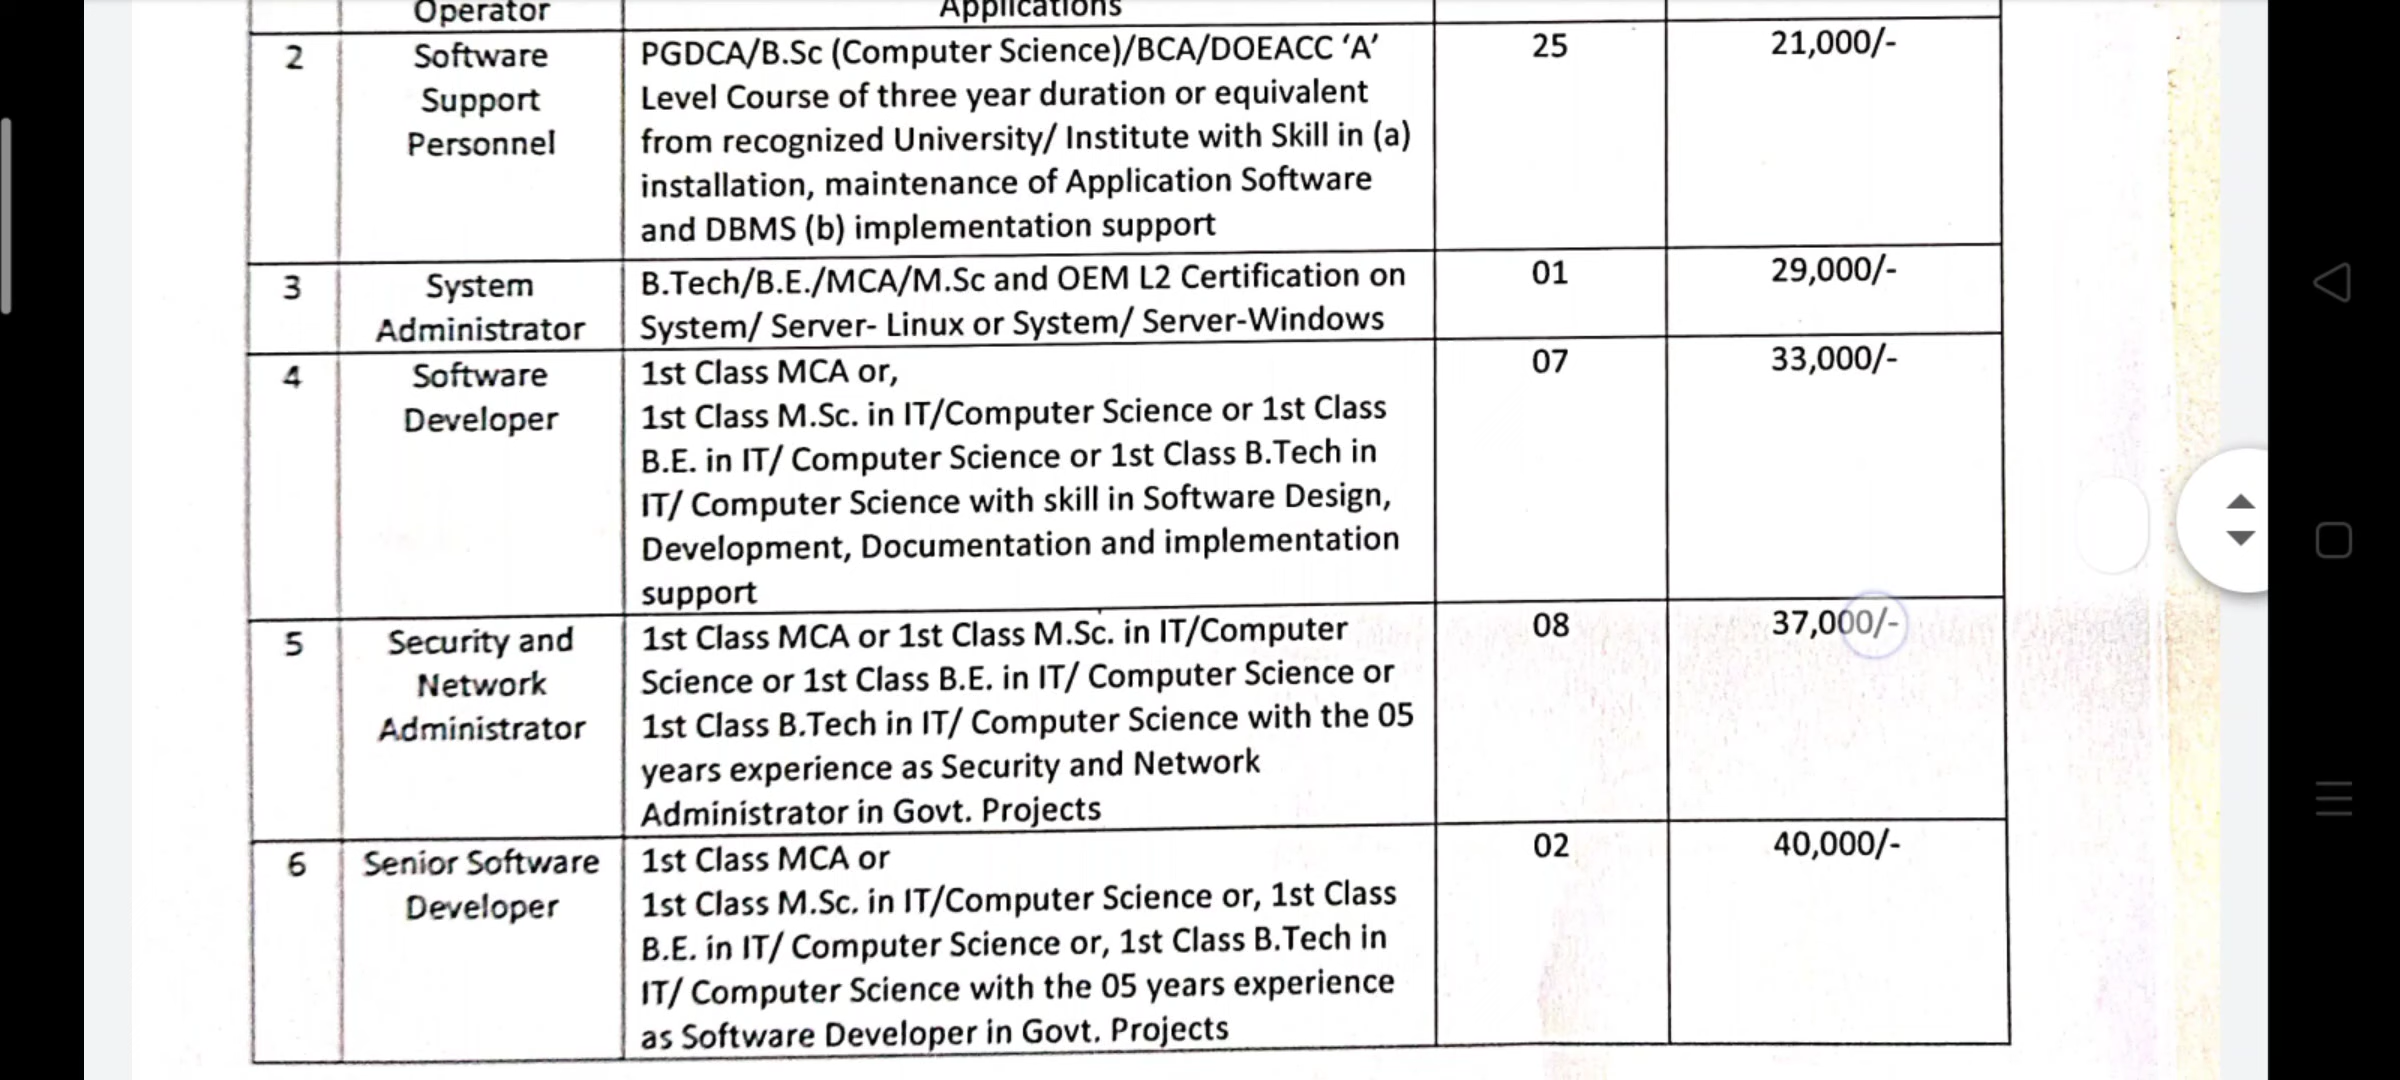 Operator
Applications
2
Software
Support
Personnel
PGDCA/B.Sc (Computer Science)/BCA/DOEACC ‘A’
Level Course of three year duration or equivalent
from recognized University/ Institute with Skill in (a)
installation, maintenance of Application Software
and DBMS (b) implementation support
25
21,000/-
3
System
Administrator
B.Tech/B.E./MCA/M.Sc and OEM L2 Certification on
System/ Server- Linux or System/ Server-Windows
01
29,000/-
4
Software
Developer
1st Class MCA or,
1st Class M.Sc. in IT/Computer Science or 1st Class
B.E. in IT/ Computer Science or 1st Class B.Tech in
IT/ Computer Science with skill in Software Design,
Development, Documentation and implementation
support
07
33,000/-
5
Security and
Network
Administrator
1st Class MCA or 1st Class M.Sc. in IT/Computer
Science or 1st Class B.E. in IT/ Computer Science or
1st Class B.Tech in IT/ Computer Science with the 05
years experience as Security and Network
Administrator in Govt. Projects
08
37,000/-
6
Senior Software
Developer
1st Class MCA or
1st Class M.Sc. in IT/Computer Science or, 1st Class
B.E. in IT/ Computer Science or, 1st Class B.Tech in
IT/ Computer Science with the 05 years experience
as Software Developer in Govt. Projects
02
40,000/-